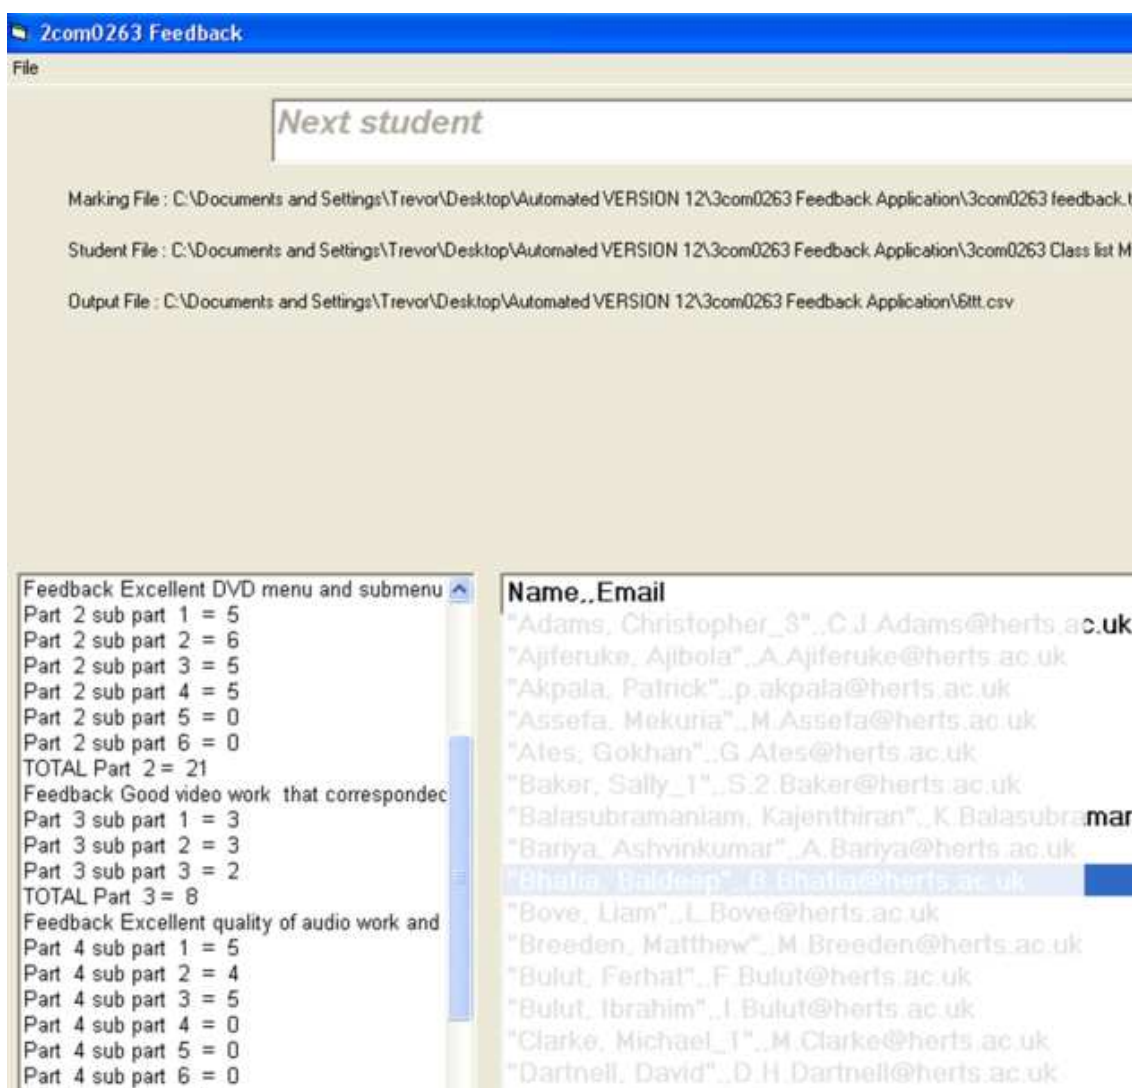 2com0263 Feedback
File
Next student
Marking File : C:\Documents and Settings\Trevor\Desktop\Automated VERSION 12\3com0263 Feedback Application\3com0263 feedback.t
Student File : C:\Documents and Settings\Trevor\Desktop\Automated VERSION 12\3com0263 Feedback Application\3com0263 Class list M
Output File : C:\Documents and Settings\Trevor\Desktop\Automated VERSION 12\3com0263 Feedback Application\6ttt.csv
Feedback Excellent DVD menu and submenu
Part 2 sub part 1 = 5
Part 2 sub part 2 = 6
Part 2 sub part 3 = 5
Part 2 sub part 4 = 5
Part 2 sub part 5 = 0
Part 2 sub part 6 = 0
TOTAL Part 2 = 21
Feedback Good video work that corresponded
Part 3 sub part 1 = 3
Part 3 sub part 2 = 3
Part 3 sub part 3 = 2
TOTAL Part 3 = 8
Feedback Excellent quality of audio work and
Part 4 sub part 1 = 5
Part 4 sub part 2 = 4
Part 4 sub part 3 = 5
Part 4 sub part 4 = 0
Part 4 sub part 5 = 0
Part 4 sub part 6 = 0
Name,,Email
"Adams, Christopher_3",,C.J.Adams@herts.ac.uk
"Ajiferuke, Ajibola",,A.Ajiferuke@herts.ac.uk
"Akpala, Patrick",,p.akpala@herts.ac.uk
"Assefa, Mekuria",,M.Assefa@herts.ac.uk
"Ates, Gokhan",,G.Ates@herts.ac.uk
"Baker, Sally_1",,S.2.Baker@herts.ac.uk
"Balasubramaniam, Kajenthiran",,K.Balasubramar
"Bariya, Ashvinkumar",,A.Bariya@herts.ac.uk
"Bhatia, Baldeep",,B.Bhatia@herts.ac.uk
"Bove, Liam",,L.Bove@herts.ac.uk
"Breeden, Matthew",,M.Breeden@herts.ac.uk
"Bulut, Ferhat",,F.Bulut@herts.ac.uk
"Bulut, Ibrahim",,I.Bulut@herts.ac.uk
"Clarke, Michael_1",,M.Clarke@herts.ac.uk
"Dartnell, David",,D.H.Dartnell@herts.ac.uk